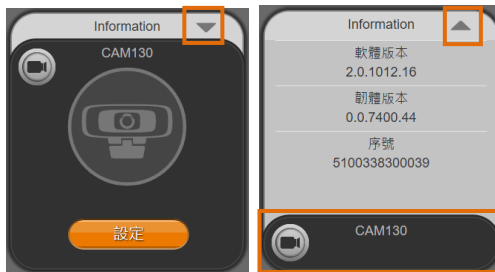 Information
CAM130
設定
Information
軟體版本
2.0.1012.16
韌體版本
0.0.7400.44
序號
5100338300039
CAM130